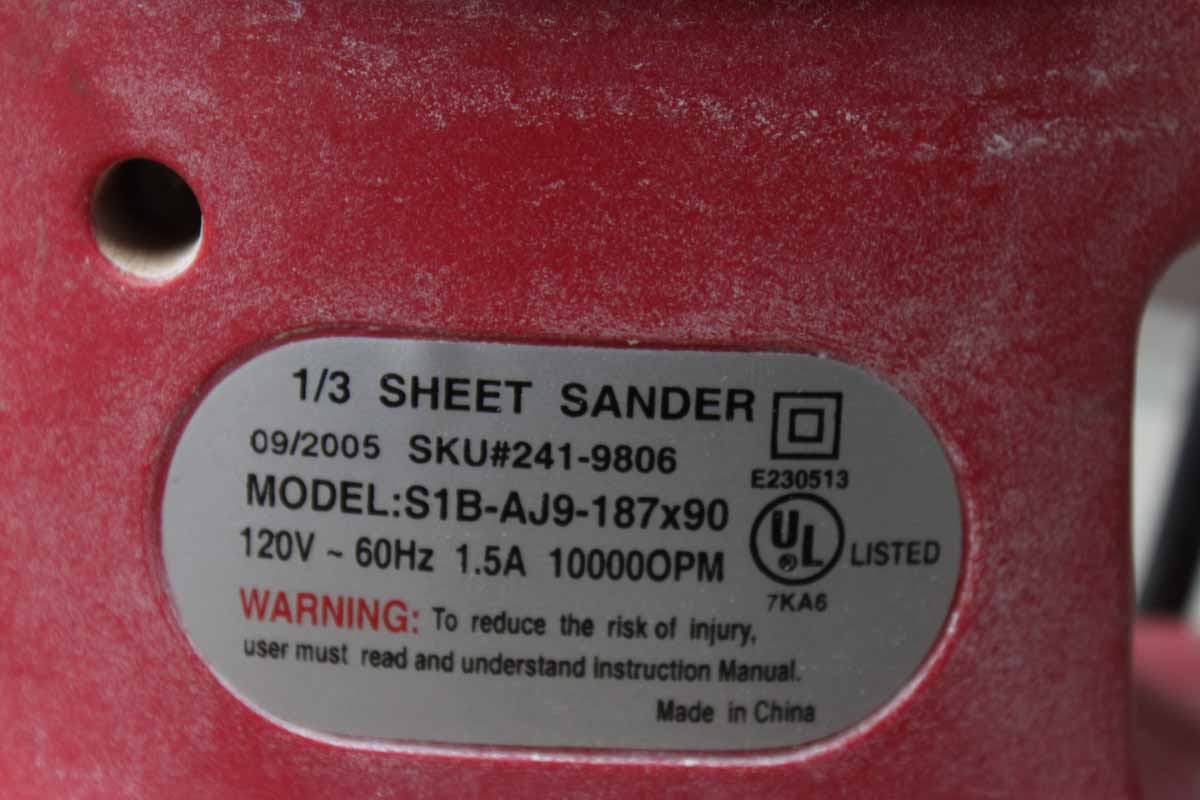 1/3 SHEET SANDER
09/2005 SKU#241-9806
E230513
MODEL:S1B-AJ9-187x90
UL LISTED
120V ~ 60Hz 1.5A 10000OPM
7KA6
WARNING: To reduce the risk of injury,
user must read and understand Instruction Manual.
Made in China